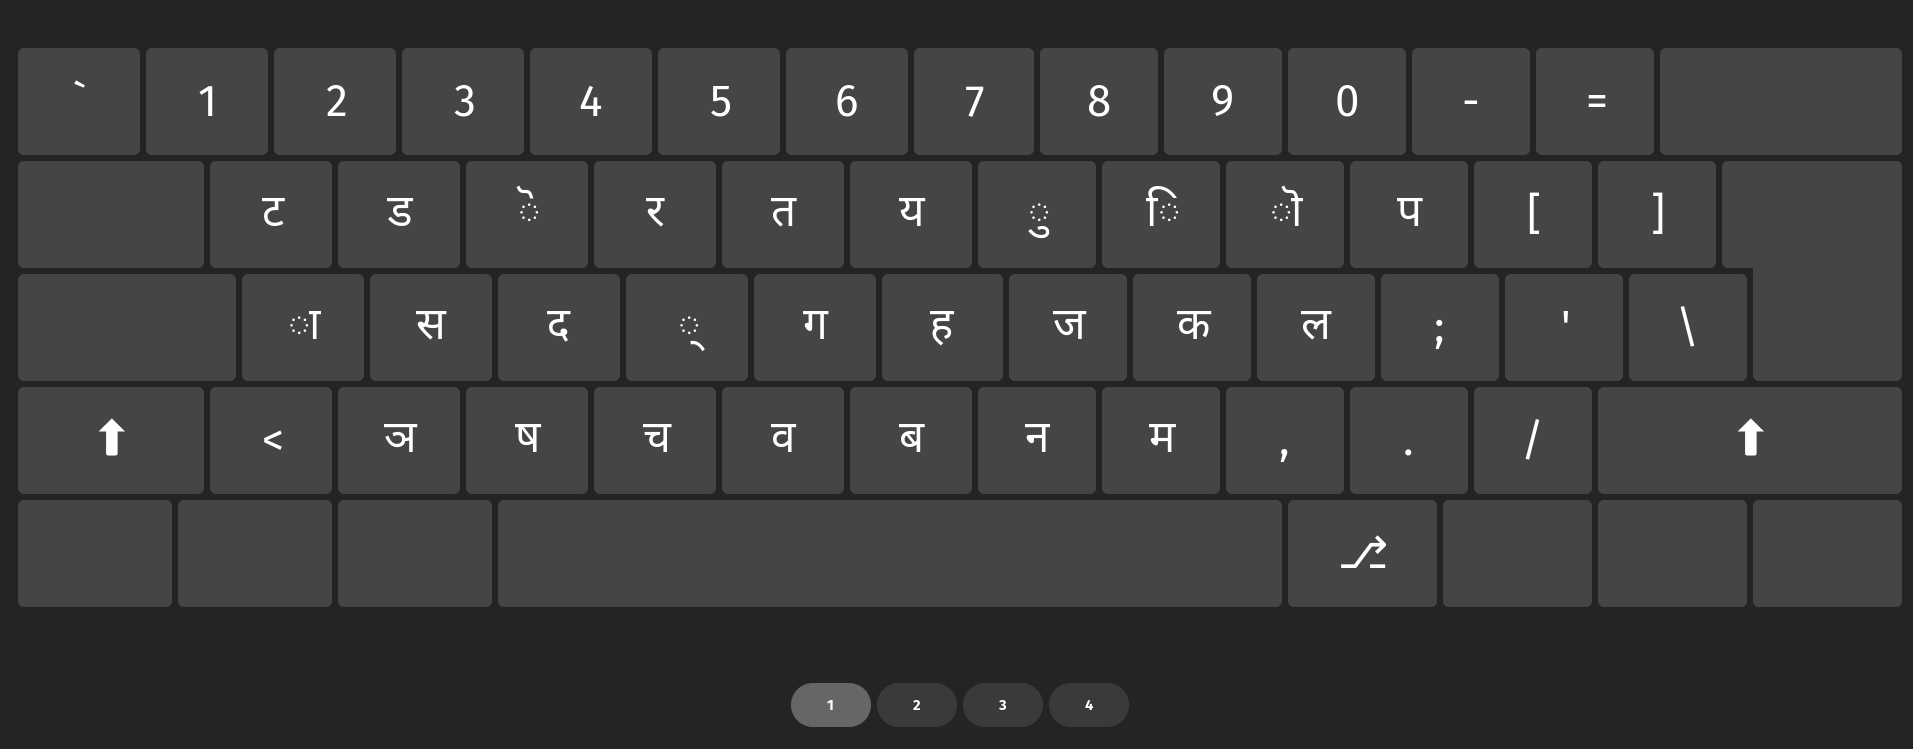 ` 1 2 3 4 5 6 7 8 9 0 - =
ट ड ॆ र त य ु ि ॊ प [ ]
ा स द ् ग ह ज क ल ; ' \
⬆ < ञ ष च व ब न म , . / ⬆
⎇
1 2 3 4